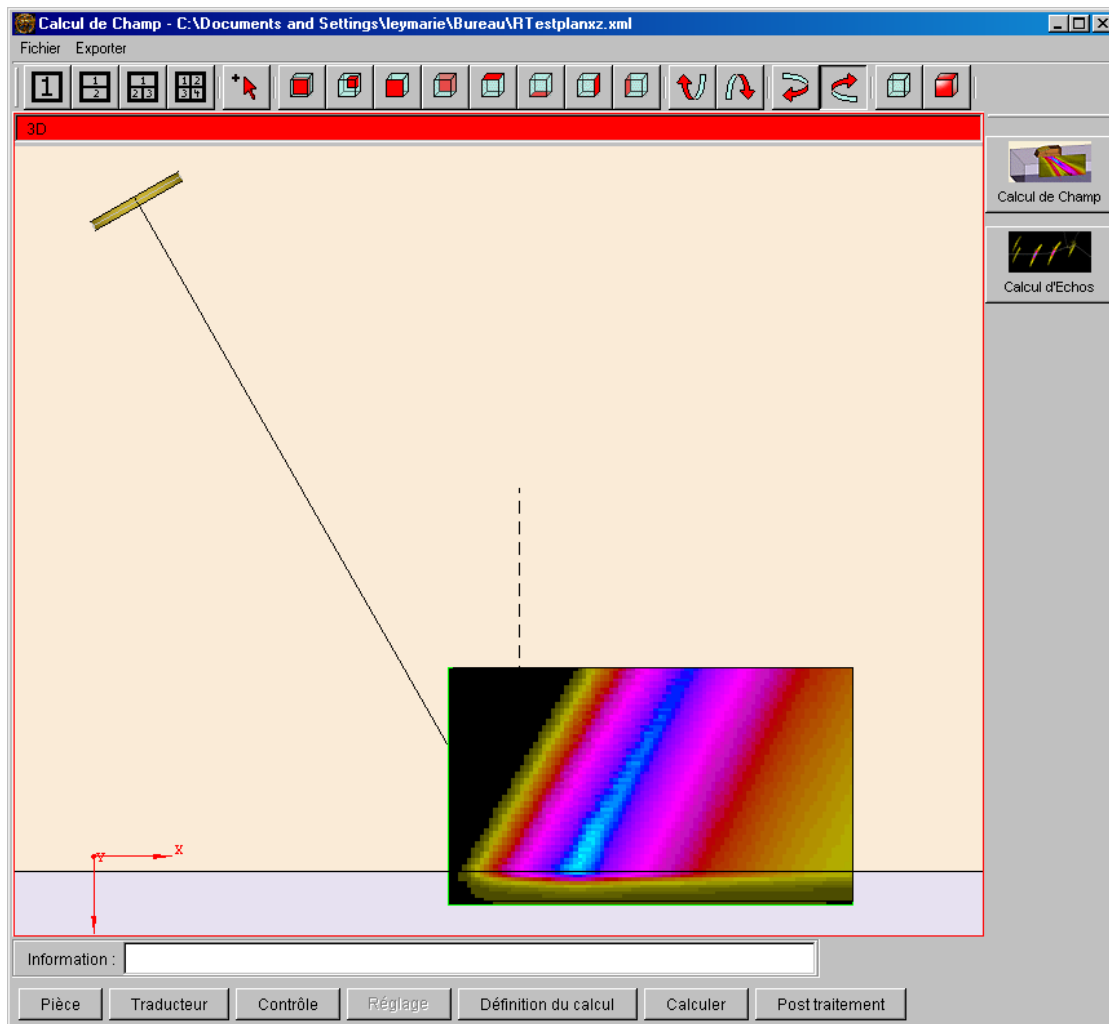 Calcul de Champ - C:\Documents and Settings\leymarie\Bureau\RTestplanxz.xml
Fichier Exporter
1 1 2 1 2 3 1 2 3 4
3D
Calcul de Champ
Calcul d'Echos
Y X
Information :
Pièce Traducteur Contrôle Réglage Définition du calcul Calculer Post traitement